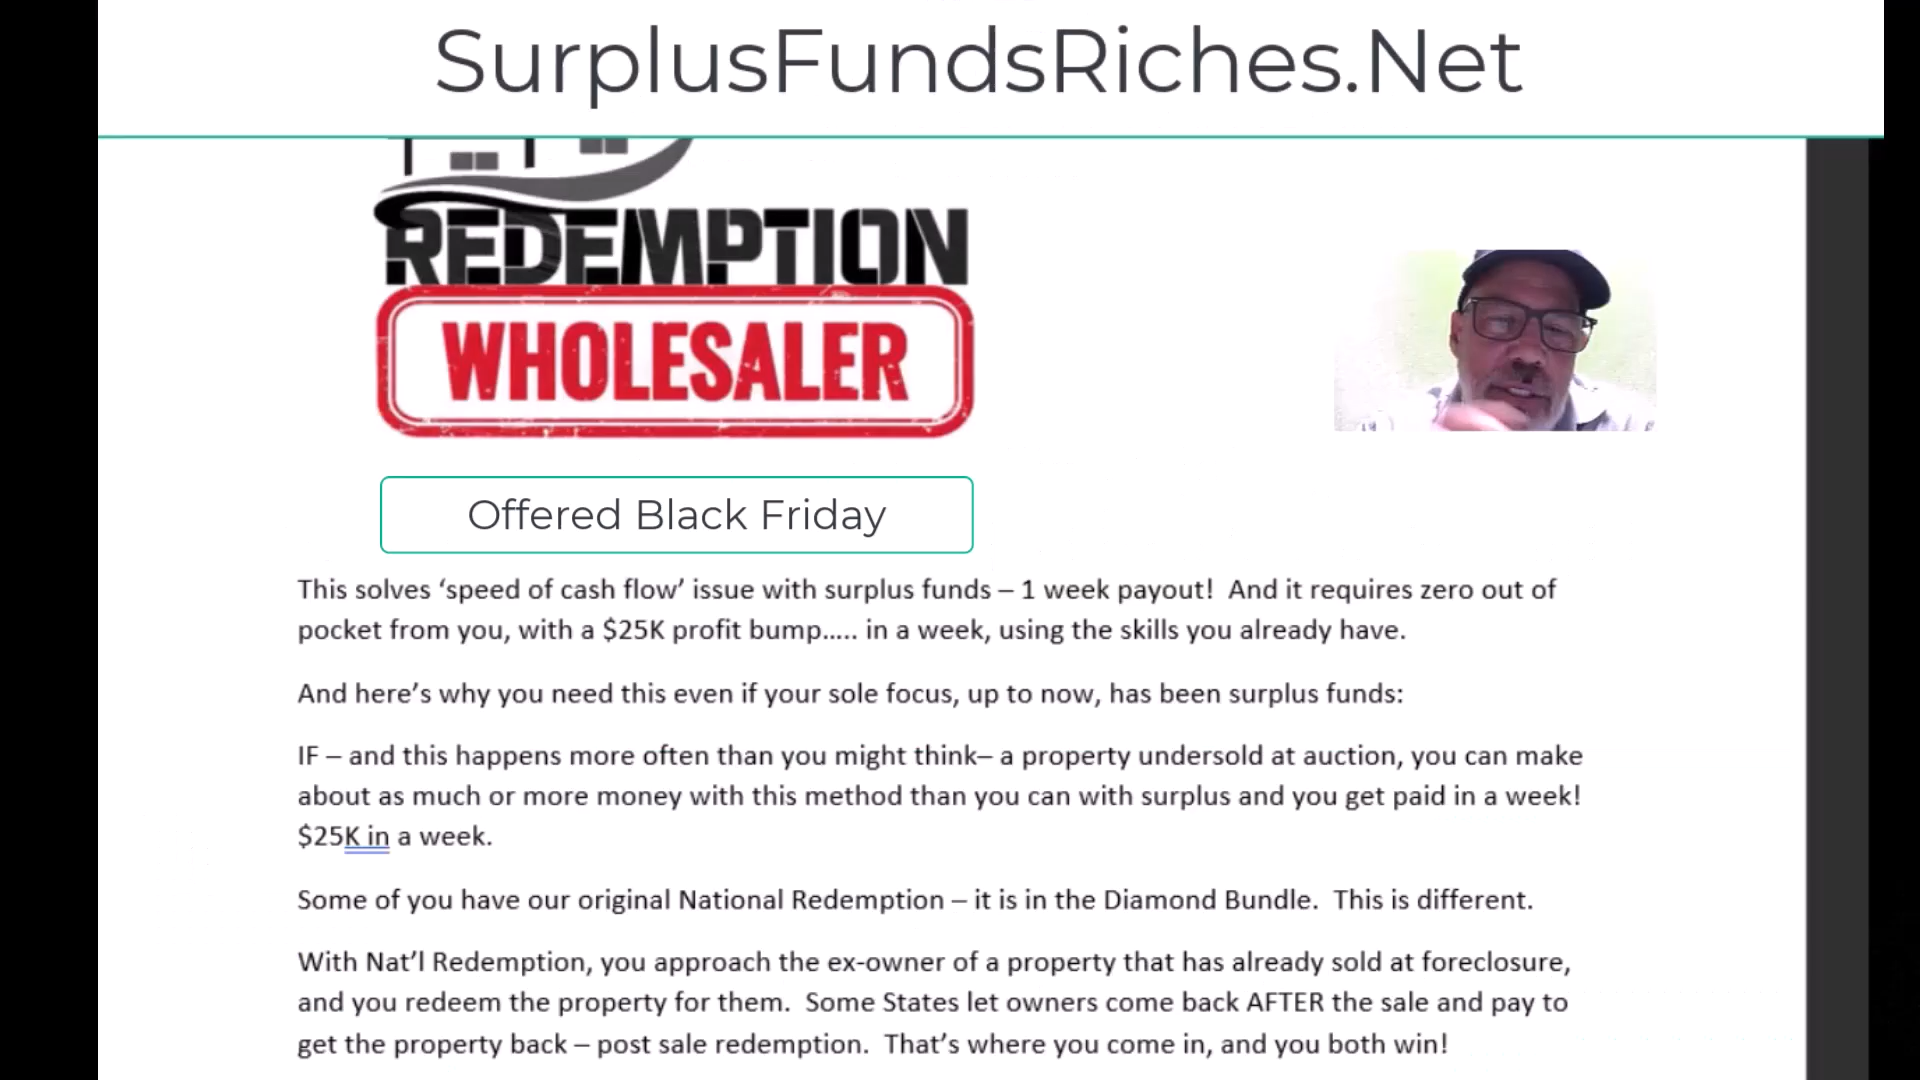 SurplusFundsRiches.Net
REDEMPTION
WHOLESALER
Offered Black Friday
This solves ‘speed of cash flow’ issue with surplus funds – 1 week payout!  And it requires zero out of
pocket from you, with a $25K profit bump..... in a week, using the skills you already have.
And here’s why you need this even if your sole focus, up to now, has been surplus funds:
IF – and this happens more often than you might think– a property undersold at auction, you can make
about as much or more money with this method than you can with surplus and you get paid in a week!
$25K in a week.
Some of you have our original National Redemption – it is in the Diamond Bundle.  This is different.
With Nat’l Redemption, you approach the ex-owner of a property that has already sold at foreclosure,
and you redeem the property for them.  Some States let owners come back AFTER the sale and pay to
get the property back – post sale redemption.  That’s where you come in, and you both win!